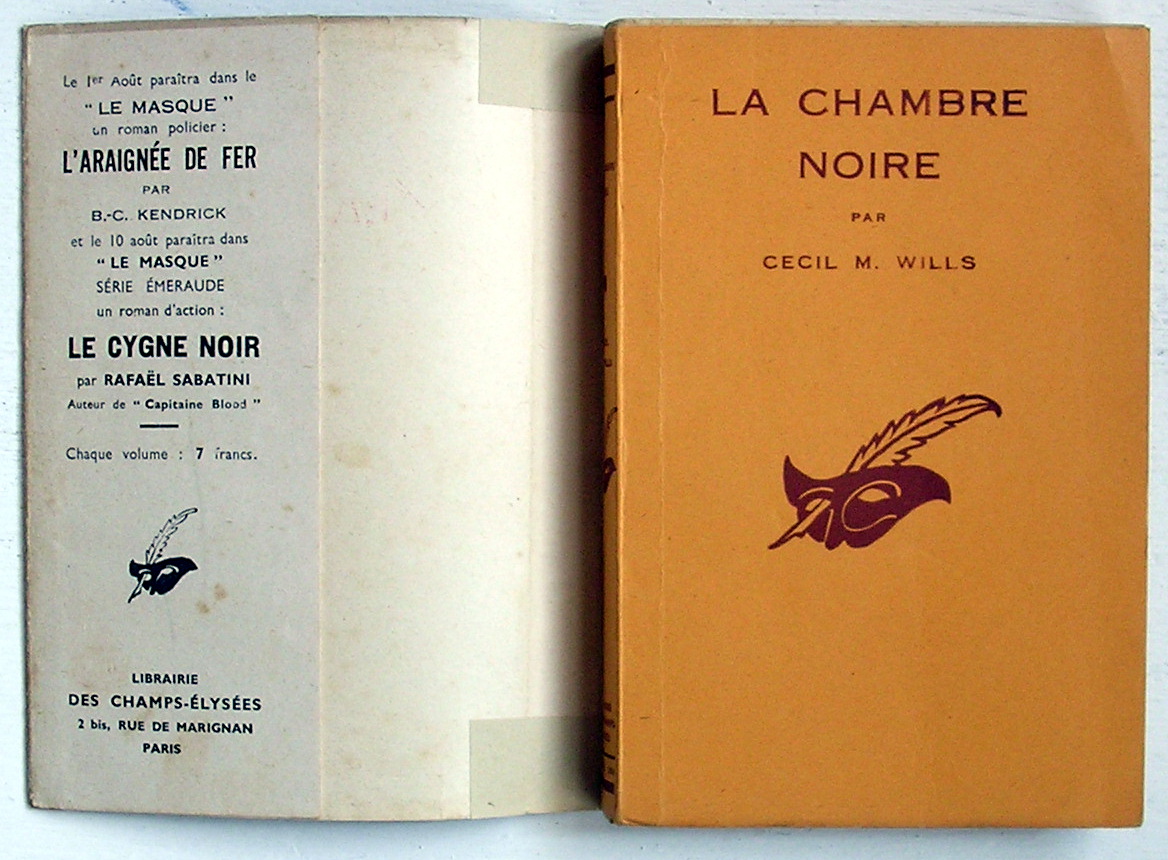 Le 1er Août paraîtra dans le
" LE MASQUE "
un roman policier :
L'ARAIGNÉE DE FER
PAR
B.-C. KENDRICK
et le 10 août paraîtra dans
" LE MASQUE "
SÉRIE ÉMERAUDE
un roman d'action :
LE CYGNE NOIR
par RAFAËL SABATINI
Auteur de " Capitaine Blood "
Chaque volume : 7 francs.
LIBRAIRIE
DES CHAMPS-ÉLYSÉES
2 bis, RUE DE MARIGNAN
PARIS
LA CHAMBRE
NOIRE
PAR
CECIL M. WILLS